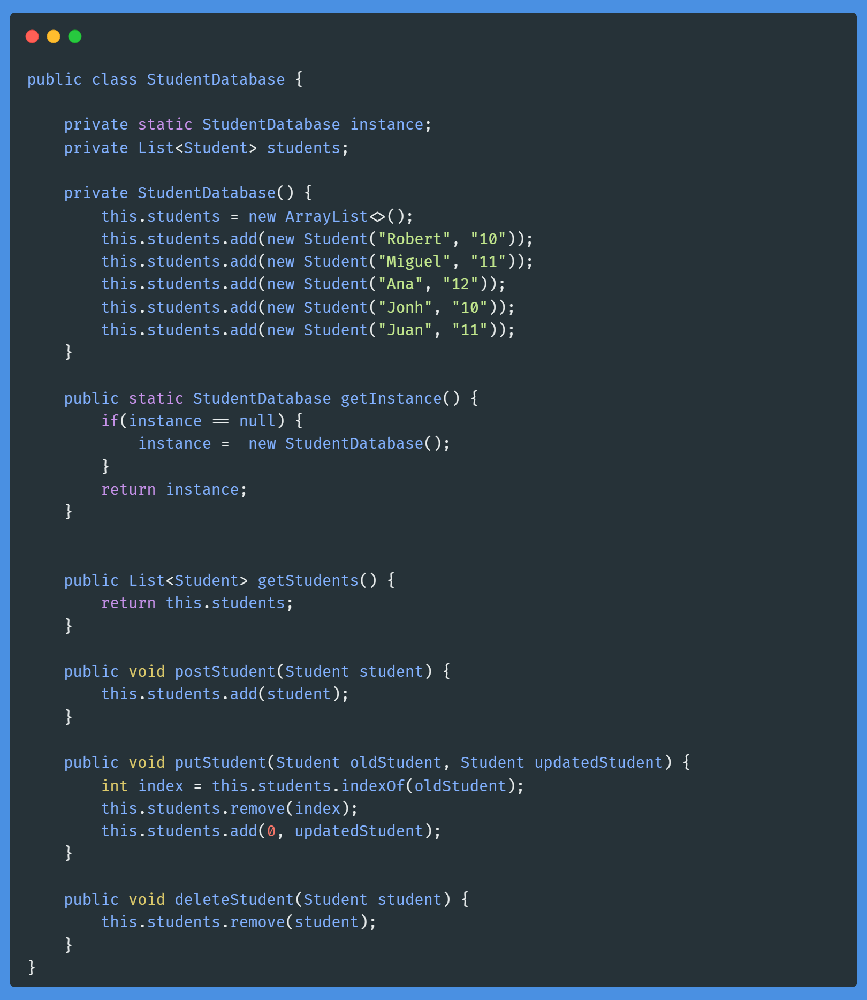 public class StudentDatabase {
    private static StudentDatabase instance;
    private List<Student> students;
    private StudentDatabase() {
        this.students = new ArrayList<>();
        this.students.add(new Student("Robert", "10"));
        this.students.add(new Student("Miguel", "11"));
        this.students.add(new Student("Ana", "12"));
        this.students.add(new Student("Jonh", "10"));
        this.students.add(new Student("Juan", "11"));
    }
    public static StudentDatabase getInstance() {
        if(instance == null) {
            instance =  new StudentDatabase();
        }
        return instance;
    }
    public List<Student> getStudents() {
        return this.students;
    }
    public void postStudent(Student student) {
        this.students.add(student);
    }
    public void putStudent(Student oldStudent, Student updatedStudent) {
        int index = this.students.indexOf(oldStudent);
        this.students.remove(index);
        this.students.add(0, updatedStudent);
    }
    public void deleteStudent(Student student) {
        this.students.remove(student);
    }
}